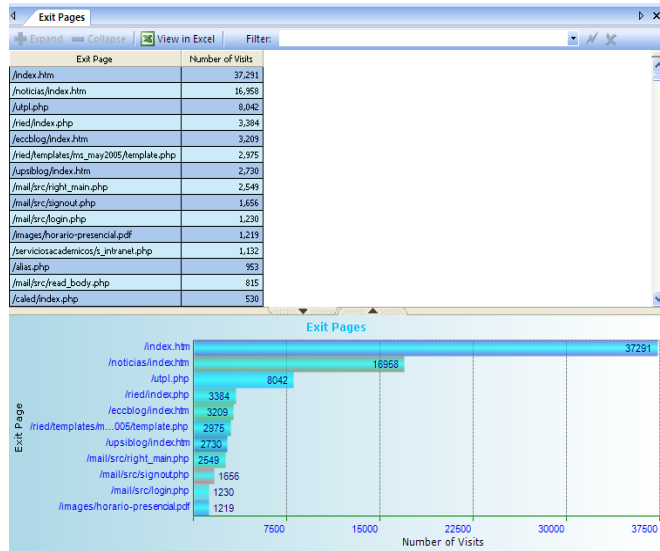 Exit Pages
Expand Collapse View in Excel Filter:
Exit Page Number of Visits
/index.htm 37,291
/noticias/index.htm 16,958
/utpl.php 8,042
/ried/index.php 3,384
/eccblog/index.htm 3,209
/ried/templates/ms_may2005/template.php 2,975
/upsiblog/index.htm 2,730
/mail/src/right_main.php 2,549
/mail/src/signout.php 1,656
/mail/src/login.php 1,230
/images/horario-presencial.pdf 1,219
/serviciosacademicos/s_intranet.php 1,132
/alias.php 953
/mail/src/read_body.php 815
/caled/index.php 530
Exit Pages
Exit Page
/index.htm 37291
/noticias/index.htm 16958
/utpl.php 8042
/ried/index.php 3384
/eccblog/index.htm 3209
/ried/templates/m...005/template.php 2975
/upsiblog/index.htm 2730
/mail/src/right_main.php 2549
/mail/src/signout.php 1656
/mail/src/login.php 1230
/images/horario-presencial.pdf 1219
7500 15000 22500 30000 37500
Number of Visits